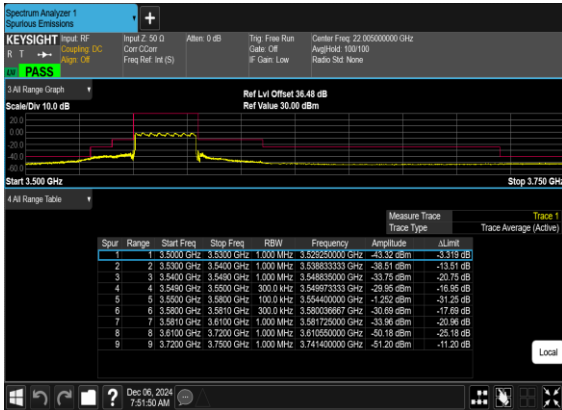 Spectrum Analyzer 1
Spurious Emissions
+
KEYSIGHT Input: RF Input Z: 50 Ω Atten: 0 dB Trig: Free Run Center Freq: 22.005000000 GHz
R T Coupling: DC Corr CCorr Gate: Off Avg|Hold: 100/100
Align: Off Freq Ref: Int (S) IF Gain: Low Radio Std: None
PASS
3 All Range Graph Ref Lvl Offset 36.48 dB
Scale/Div 10.0 dB Ref Value 30.00 dBm
20.0
0.00
-20.0
-40.0
-60.0
Start 3.500 GHz Stop 3.750 GHz
4 All Range Table
Measure Trace Trace 1
Trace Type Trace Average (Active)
Spur Range Start Freq Stop Freq RBW Frequency Amplitude ΔLimit
1 1 3.5000 GHz 3.5300 GHz 1.000 MHz 3.529250000 GHz -43.32 dBm -3.319 dB
2 2 3.5300 GHz 3.5400 GHz 1.000 MHz 3.538833333 GHz -38.51 dBm -13.51 dB
3 3 3.5400 GHz 3.5490 GHz 1.000 MHz 3.548835000 GHz -33.75 dBm -20.75 dB
4 4 3.5490 GHz 3.5500 GHz 300.0 kHz 3.549973333 GHz -29.95 dBm -16.95 dB
5 5 3.5500 GHz 3.5800 GHz 100.0 kHz 3.554400000 GHz -1.252 dBm -31.25 dB
6 6 3.5800 GHz 3.5810 GHz 300.0 kHz 3.580036667 GHz -30.69 dBm -17.69 dB
7 7 3.5810 GHz 3.6100 GHz 1.000 MHz 3.581725000 GHz -33.96 dBm -20.96 dB
8 8 3.6100 GHz 3.7200 GHz 1.000 MHz 3.610550000 GHz -50.18 dBm -25.18 dB
9 9 3.7200 GHz 3.7500 GHz 1.000 MHz 3.741400000 GHz -51.20 dBm -11.20 dB
Local
? Dec 06, 2024
7:51:50 AM